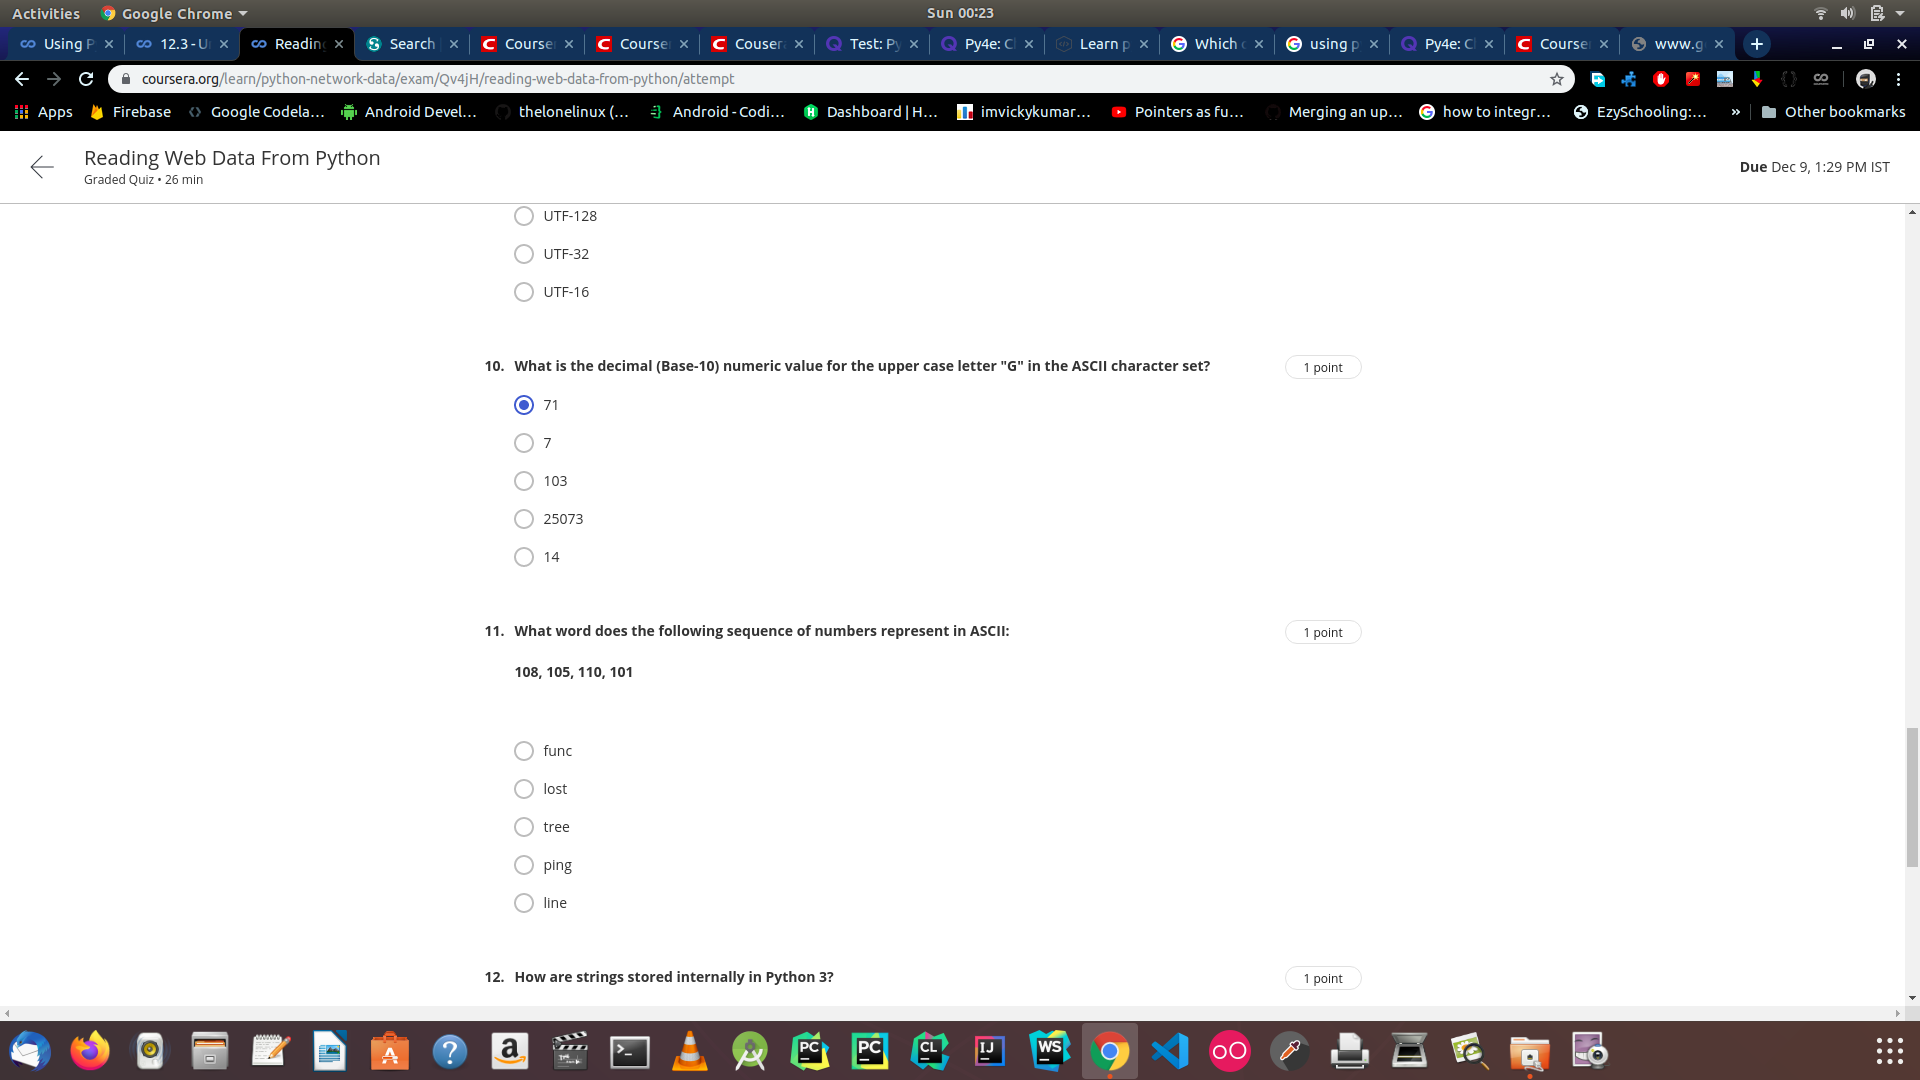 Activities Google Chrome Sun 00:23
Using P 12.3 - U Reading Search Course Course Couser Test: Py Py4e: C Learn p Which using p Py4e: C Course www.g
coursera.org/learn/python-network-data/exam/Qv4jH/reading-web-data-from-python/attempt
Apps Firebase Google Codela... Android Devel... thelonelinux (... Android - Codi... Dashboard | H... imvickykumar... Pointers as fu... Merging an up... how to integr... EzySchooling:... » Other bookmarks
Reading Web Data From Python
Graded Quiz • 26 min
Due Dec 9, 1:29 PM IST
UTF-128
UTF-32
UTF-16
10. What is the decimal (Base-10) numeric value for the upper case letter "G" in the ASCII character set? 1 point
71
7
103
25073
14
11. What word does the following sequence of numbers represent in ASCII: 1 point
108, 105, 110, 101
func
lost
tree
ping
line
12. How are strings stored internally in Python 3? 1 point